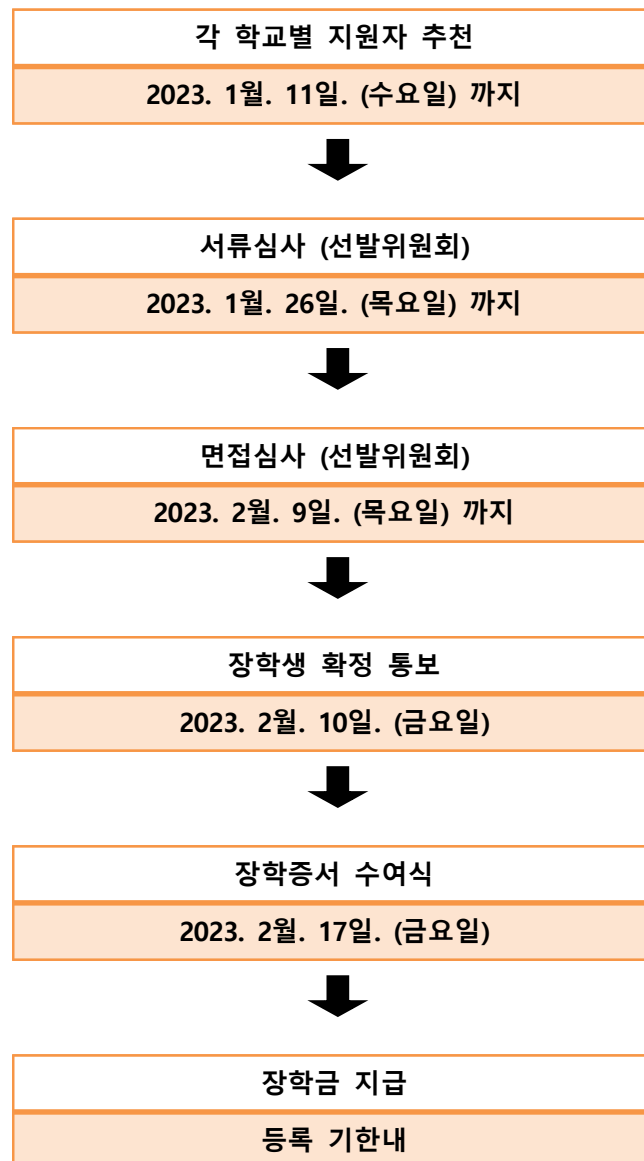 각 학교별 지원자 추천
2023. 1월. 11일. (수요일) 까지
서류심사 (선발위원회)
2023. 1월. 26일. (목요일) 까지
면접심사 (선발위원회)
2023. 2월. 9일. (목요일) 까지
장학생 확정 통보
2023. 2월. 10일. (금요일)
장학증서 수여식
2023. 2월. 17일. (금요일)
장학금 지급
등록 기한내